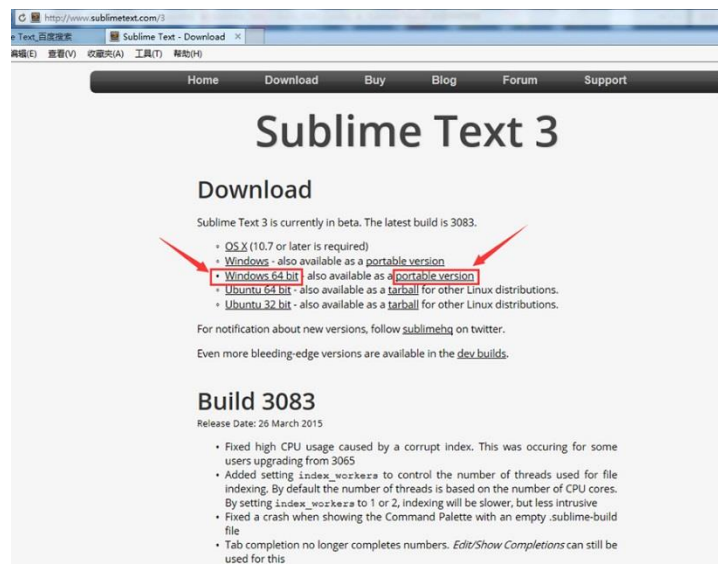 http://www.sublimetext.com/3
e Text_百度搜索 Sublime Text - Download ×
编辑(E) 查看(V) 收藏夹(A) 工具(T) 帮助(H)
Home Download Buy Blog Forum Support
Sublime Text 3
Download
Sublime Text 3 is currently in beta. The latest build is 3083.
OS X (10.7 or later is required)
Windows - also available as a portable version
Windows 64 bit - also available as a portable version
Ubuntu 64 bit - also available as a tarball for other Linux distributions.
Ubuntu 32 bit - also available as a tarball for other Linux distributions.
For notification about new versions, follow sublimehq on twitter.
Even more bleeding-edge versions are available in the dev builds.
Build 3083
Release Date: 26 March 2015
• Fixed high CPU usage caused by a corrupt index. This was occuring for some
users upgrading from 3065
• Added setting index_workers to control the number of threads used for file
indexing. By default the number of threads is based on the number of CPU cores.
By setting index_workers to 1 or 2, indexing will be slower, but less intrusive
• Fixed a crash when showing the Command Palette with an empty .sublime-build
file
• Tab completion no longer completes numbers. Edit/Show Completions can still be
used for this